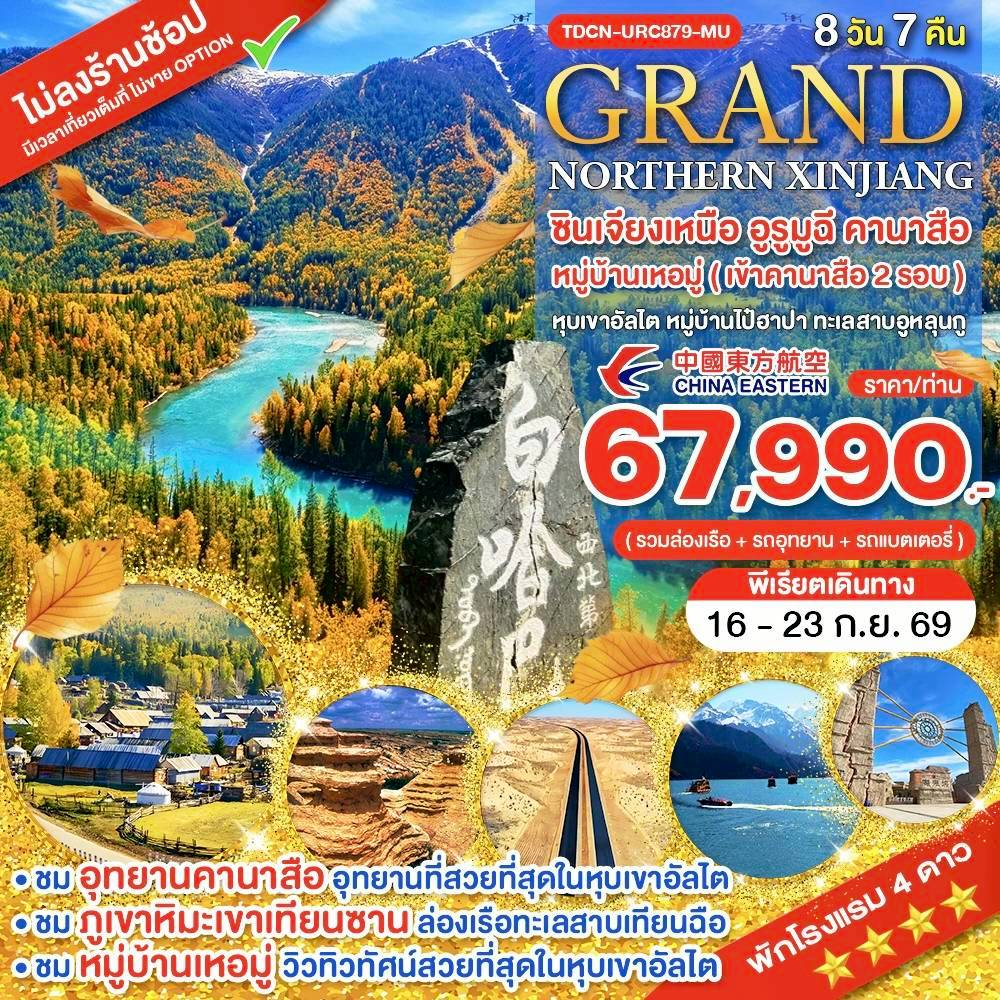 ไม่ลงร้านช้อป
มีเวลาเที่ยวเต็มที่ ไม่ขาย OPTION
TDCN-URC879-MU
8 วัน 7 คืน
GRAND
NORTHERN XINJIANG
ซินเจียงเหนือ อูรูมูฉี คานาสือ
หมู่บ้านเหอมู่ ( เข้าคานาสือ 2 รอบ )
หุบเขาอัลไต หมู่บ้านไป๋ฮาปา ทะเลสาบอูหลุนกู
中國東方航空
CHINA EASTERN
ราคา/ท่าน
67,990.-
( รวมล่องเรือ + รถอุทยาน + รถแบตเตอรี่ )
พีเรียตเดินทาง
16 - 23 ก.ย. 69
白哈巴
西北第
• ชม อุทยานคานาสือ อุทยานที่สวยที่สุดในหุบเขาอัลไต
• ชม ภูเขาหิมะเขาเทียนซาน ล่องเรือทะเลสาบเทียนฉือ
• ชม หมู่บ้านเหอมู่ วิวทิวทัศน์สวยที่สุดในหุบเขาอัลไต
พักโรงแรม 4 ดาว